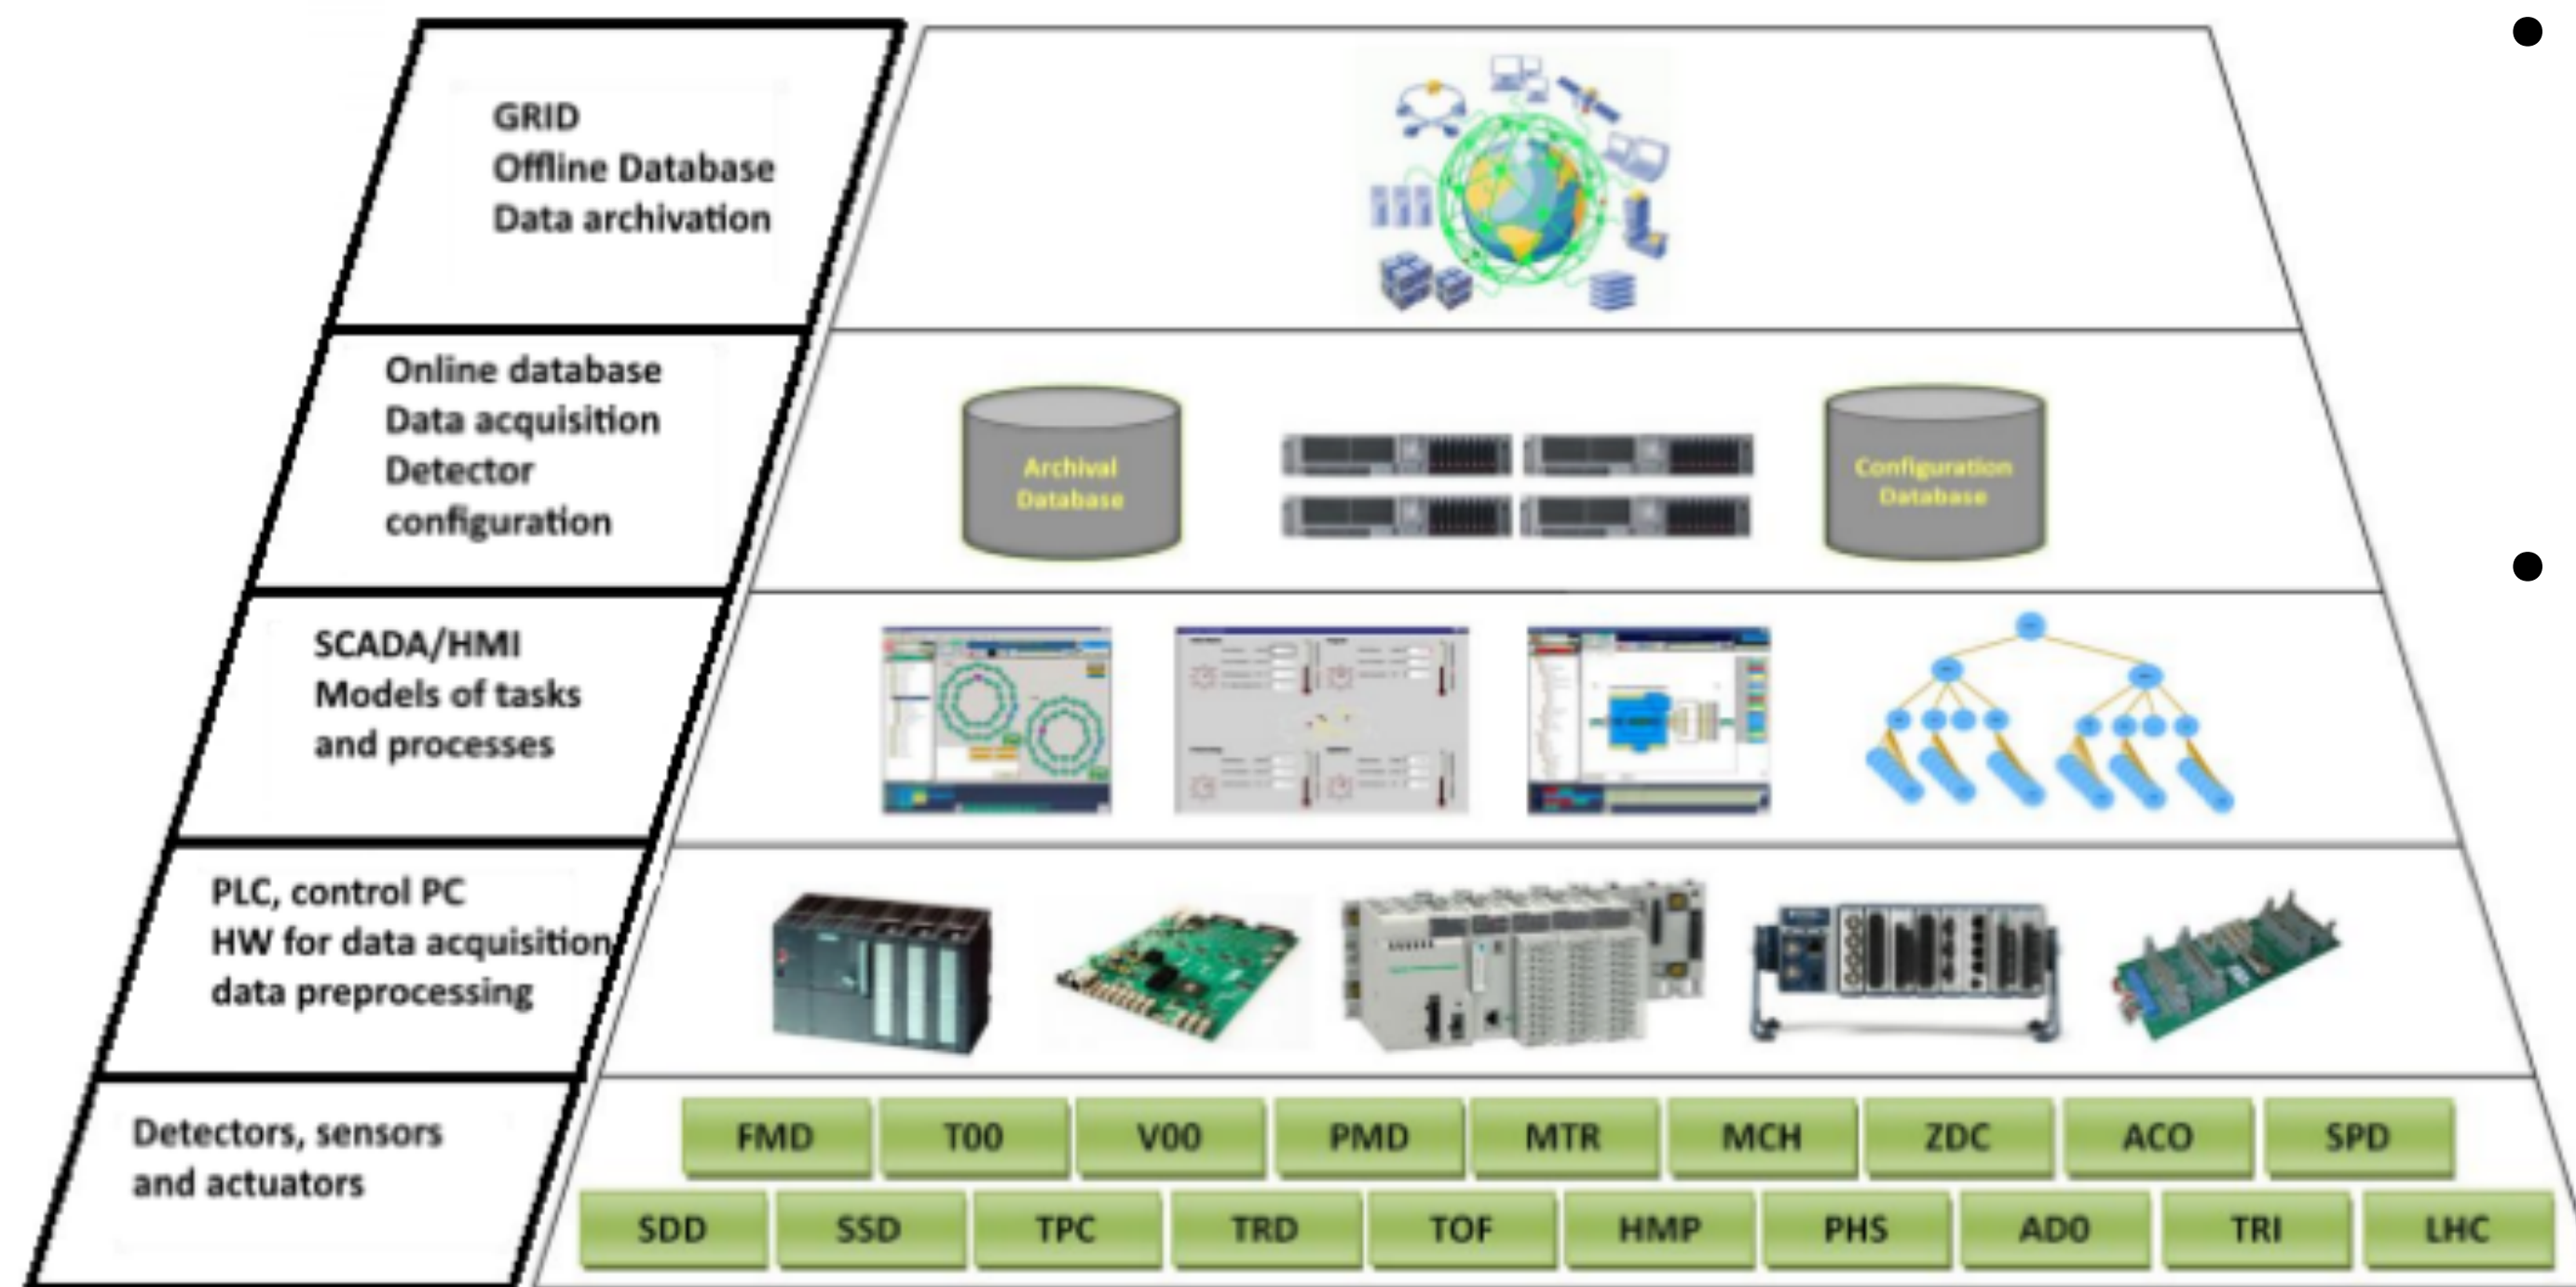 GRID
Offline Database
Data archivation
Online database
Data acquisition
Detector
configuration
Archival
Database
Configuration
Database
SCADA/HMI
Models of tasks
and processes
PLC, control PC
HW for data acquisition
data preprocessing
Detectors, sensors
and actuators
FMD T00 V00 PMD MTR MCH ZDC ACO SPD
SDD SSD TPC TRD TOF HMP PHS AD0 TRI LHC